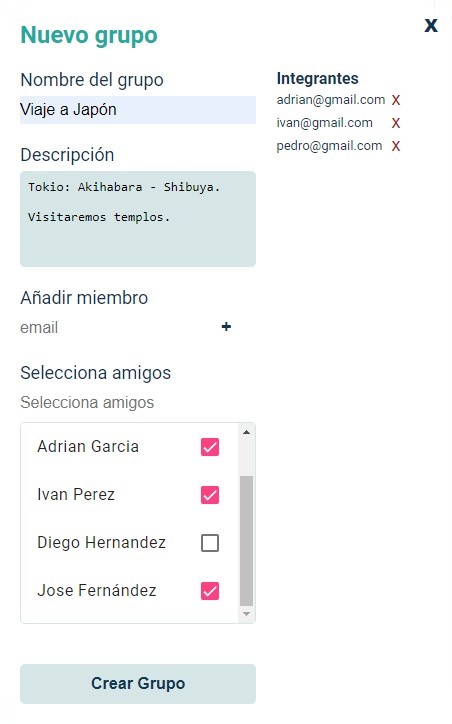 Nuevo grupo
X
Nombre del grupo
Viaje a Japón
Descripción
Tokio: Akihabara - Shibuya.
Visitaremos templos.
Añadir miembro
email
+
Selecciona amigos
Selecciona amigos
Adrian Garcia
Ivan Perez
Diego Hernandez
Jose Fernández
Crear Grupo
Integrantes
adrian@gmail.com X
ivan@gmail.com X
pedro@gmail.com X